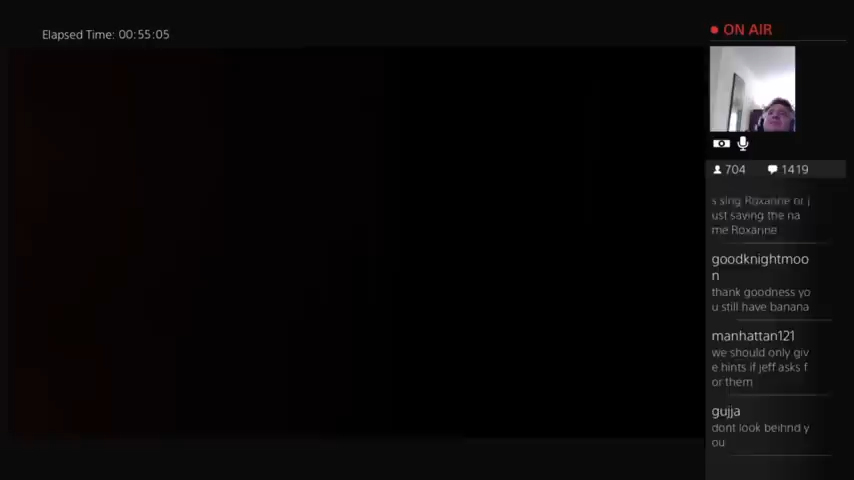 Elapsed Time: 00:55:05
ON AIR
704 1419
s sing Roxanne or j
ust saying the na
me Roxanne
goodknightmoo
n
thank goodness yo
u still have banana
manhattan121
we should only giv
e hints if jeff asks f
or them
gujja
dont look beihnd y
ou